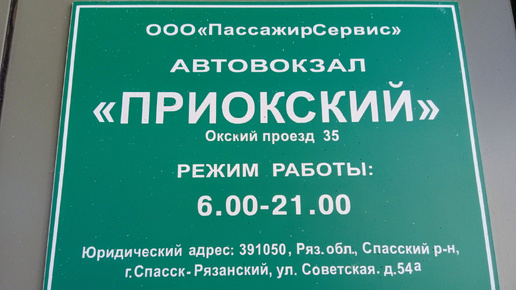 ООО«ПассажирСервис»
АВТОВОКЗАЛ
«ПРИОКСКИЙ»
Окский проезд 35
РЕЖИМ РАБОТЫ:
6.00-21.00
Юридический адрес: 391050, Ряз.обл., Спасский р-н,
г.Спасск-Рязанский, ул. Советская. д.54а